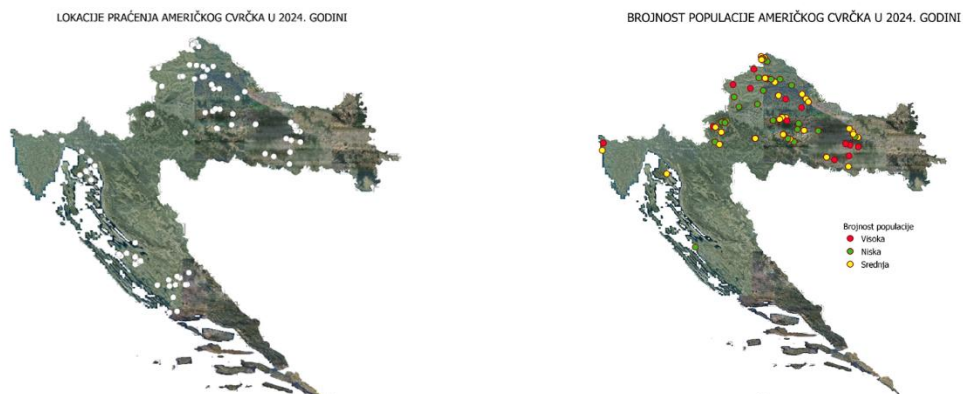 LOKACIJE PRAĆENJA AMERIČKOG CVRČKA U 2024. GODINI
BROJNOST POPULACIJE AMERIČKOG CVRČKA U 2024. GODINI
Brojnost populacije
Visoka
Niska
Srednja